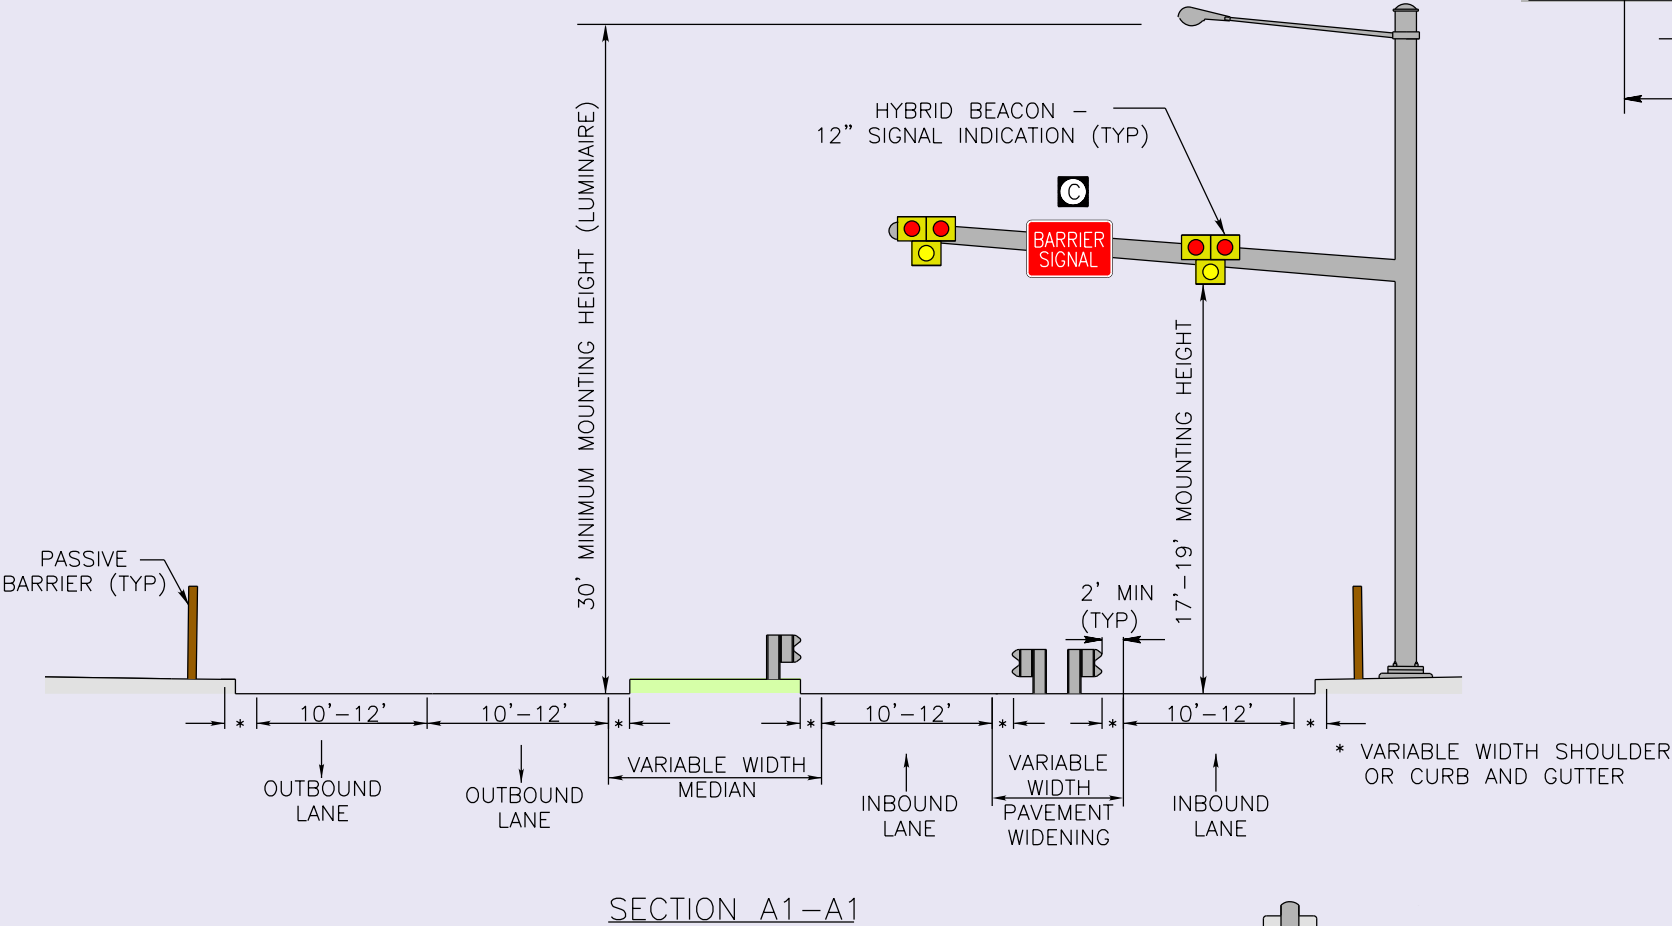 HYBRID BEACON –
12" SIGNAL INDICATION (TYP)
C
BARRIER
SIGNAL
30' MINIMUM MOUNTING HEIGHT (LUMINAIRE)
17'–19' MOUNTING HEIGHT
PASSIVE
BARRIER (TYP)
2' MIN
(TYP)
* 10'–12' 10'–12' * * 10'–12' * * 10'–12' *
* VARIABLE WIDTH SHOULDER
OR CURB AND GUTTER
OUTBOUND
LANE
OUTBOUND
LANE
VARIABLE WIDTH
MEDIAN
INBOUND
LANE
VARIABLE
WIDTH
PAVEMENT
WIDENING
INBOUND
LANE
SECTION A1–A1